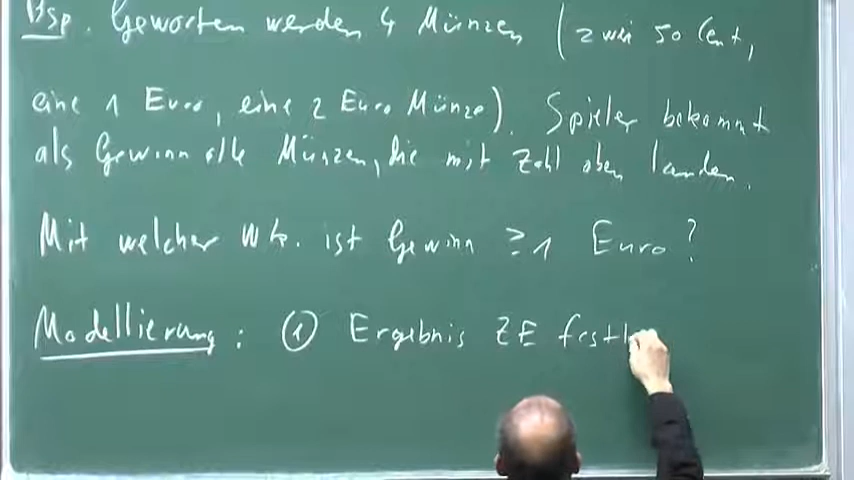 Bsp. Geworfen werden 4 Münzen (zwei 50 Cent,
eine 1 Euro, eine 2 Euro Münze). Spieler bekommt
als Gewinn alle Münzen, die mit Zahl oben landen.
Mit welcher Wk. ist Gewinn ≥ 1 Euro?
Modellierung: ① Ergebnis ZE festl